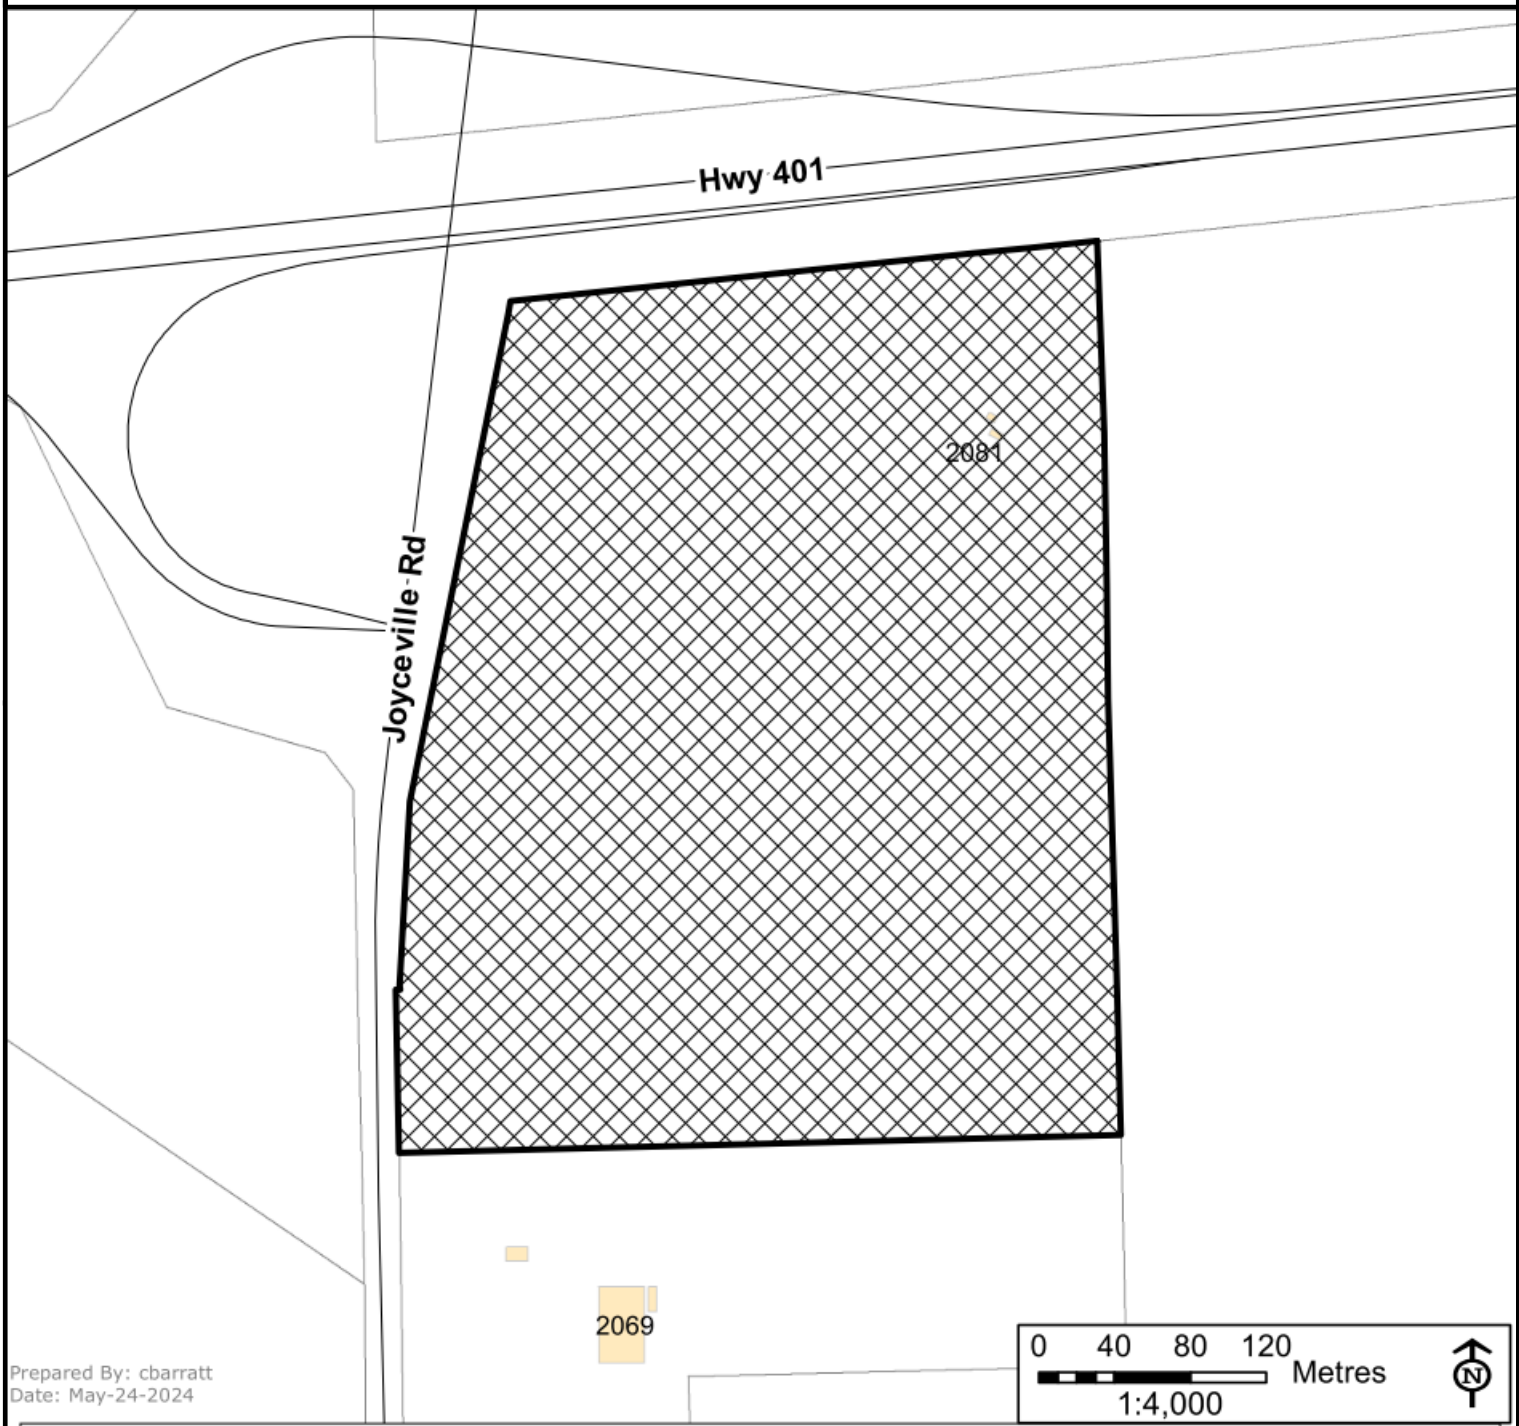 Hwy 401
2081
Joyceville Rd
2069
Prepared By: cbarratt
Date: May-24-2024
0 40 80 120
Metres
1:4,000
N